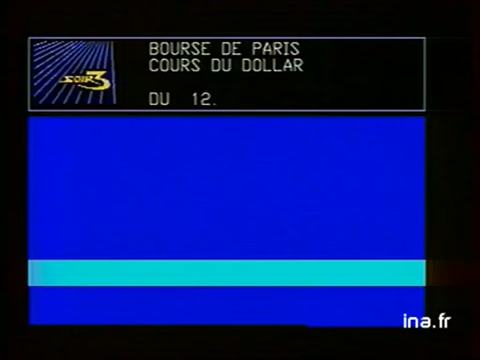 SOIR 3
BOURSE DE PARIS
COURS DU DOLLAR
DU 12.
ina.fr